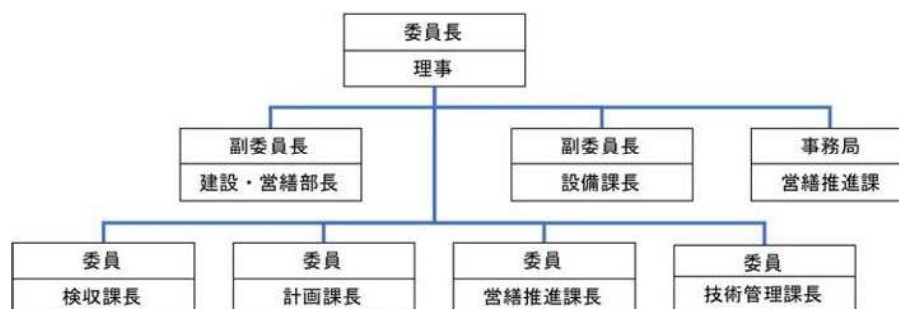 委員長
理事
副委員長
建設・営繕部長
副委員長
設備課長
事務局
営繕推進課
委員
検収課長
委員
計画課長
委員
営繕推進課長
委員
技術管理課長